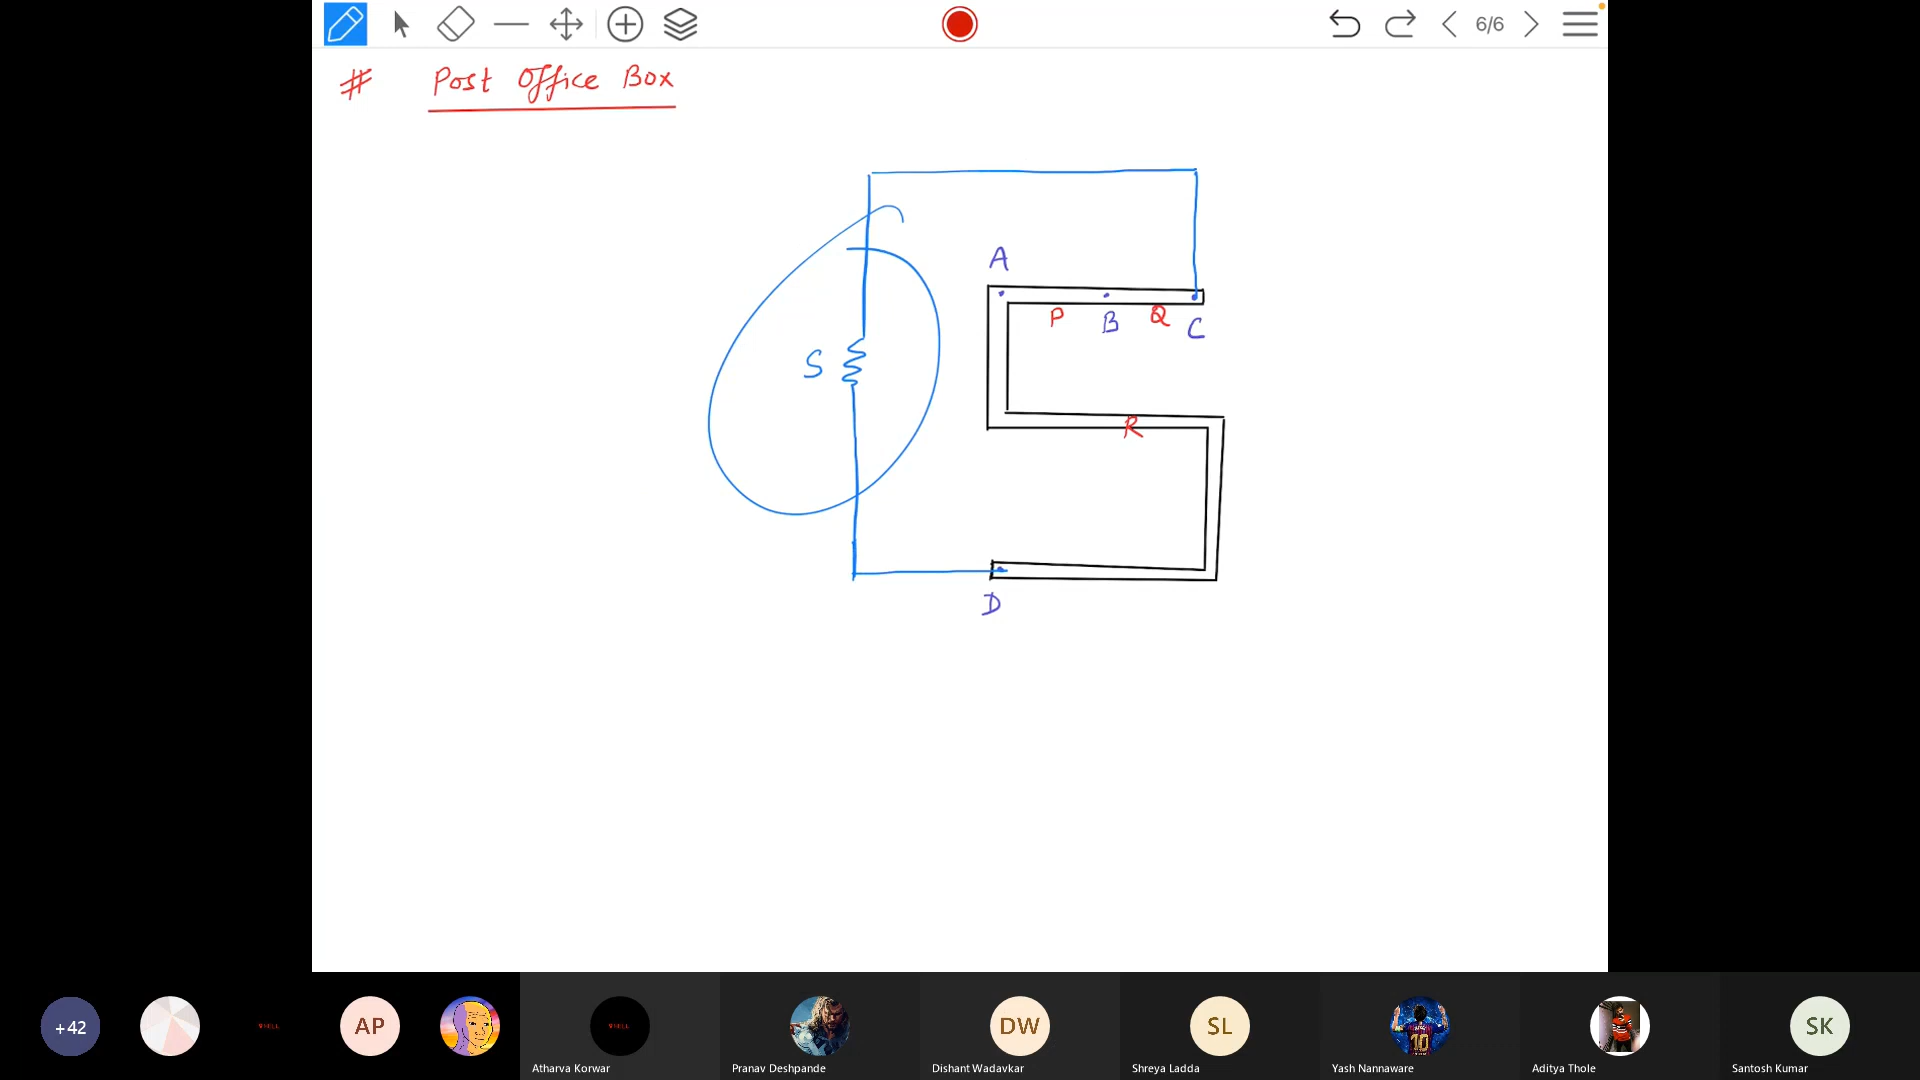 6/6
# Post Office Box
A
P B Q C
S
R
D
+42
AP
DW
10
SL
SK
Atharva Korwar
Pranav Deshpande
Dishant Wadavkar
Shreya Ladda
Yash Nannaware
Aditya Thole
Santosh Kumar